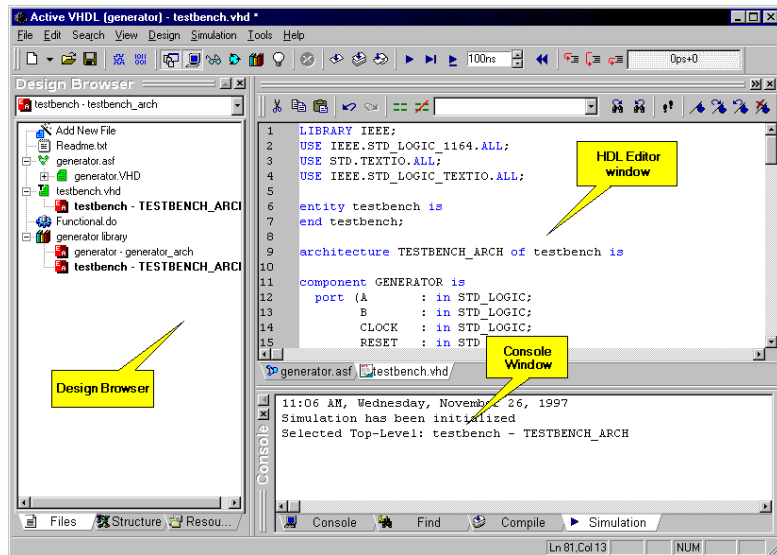 Active VHDL (generator) - testbench.vhd *
File Edit Search View Design Simulation Tools Help
100ns
0ps+0
Design Browser
testbench - testbench_arch
Add New File
Readme.txt
generator.asf
generator.VHD
testbench.vhd
testbench - TESTBENCH_ARCI
Functional.do
generator library
generator - generator_arch
testbench - TESTBENCH_ARCI
Design Browser
Files Structure Resou...
1 LIBRARY IEEE;
2 USE IEEE.STD_LOGIC_1164.ALL;
3 USE STD.TEXTIO.ALL;
4 USE IEEE.STD_LOGIC_TEXTIO.ALL;
5
6 entity testbench is
7 end testbench;
8
9 architecture TESTBENCH_ARCH of testbench is
10
11 component GENERATOR is
12 port (A : in STD_LOGIC;
13 B : in STD_LOGIC;
14 CLOCK : in STD_LOGIC;
15 RESET : in STD
HDL Editor
window
generator.asf testbench.vhd
Console
Window
Console
11:06 AM, Wednesday, November 26, 1997
Simulation has been initialized
Selected Top-Level: testbench - TESTBENCH_ARCH
Console Find Compile Simulation
Ln 81,Col 13 NUM